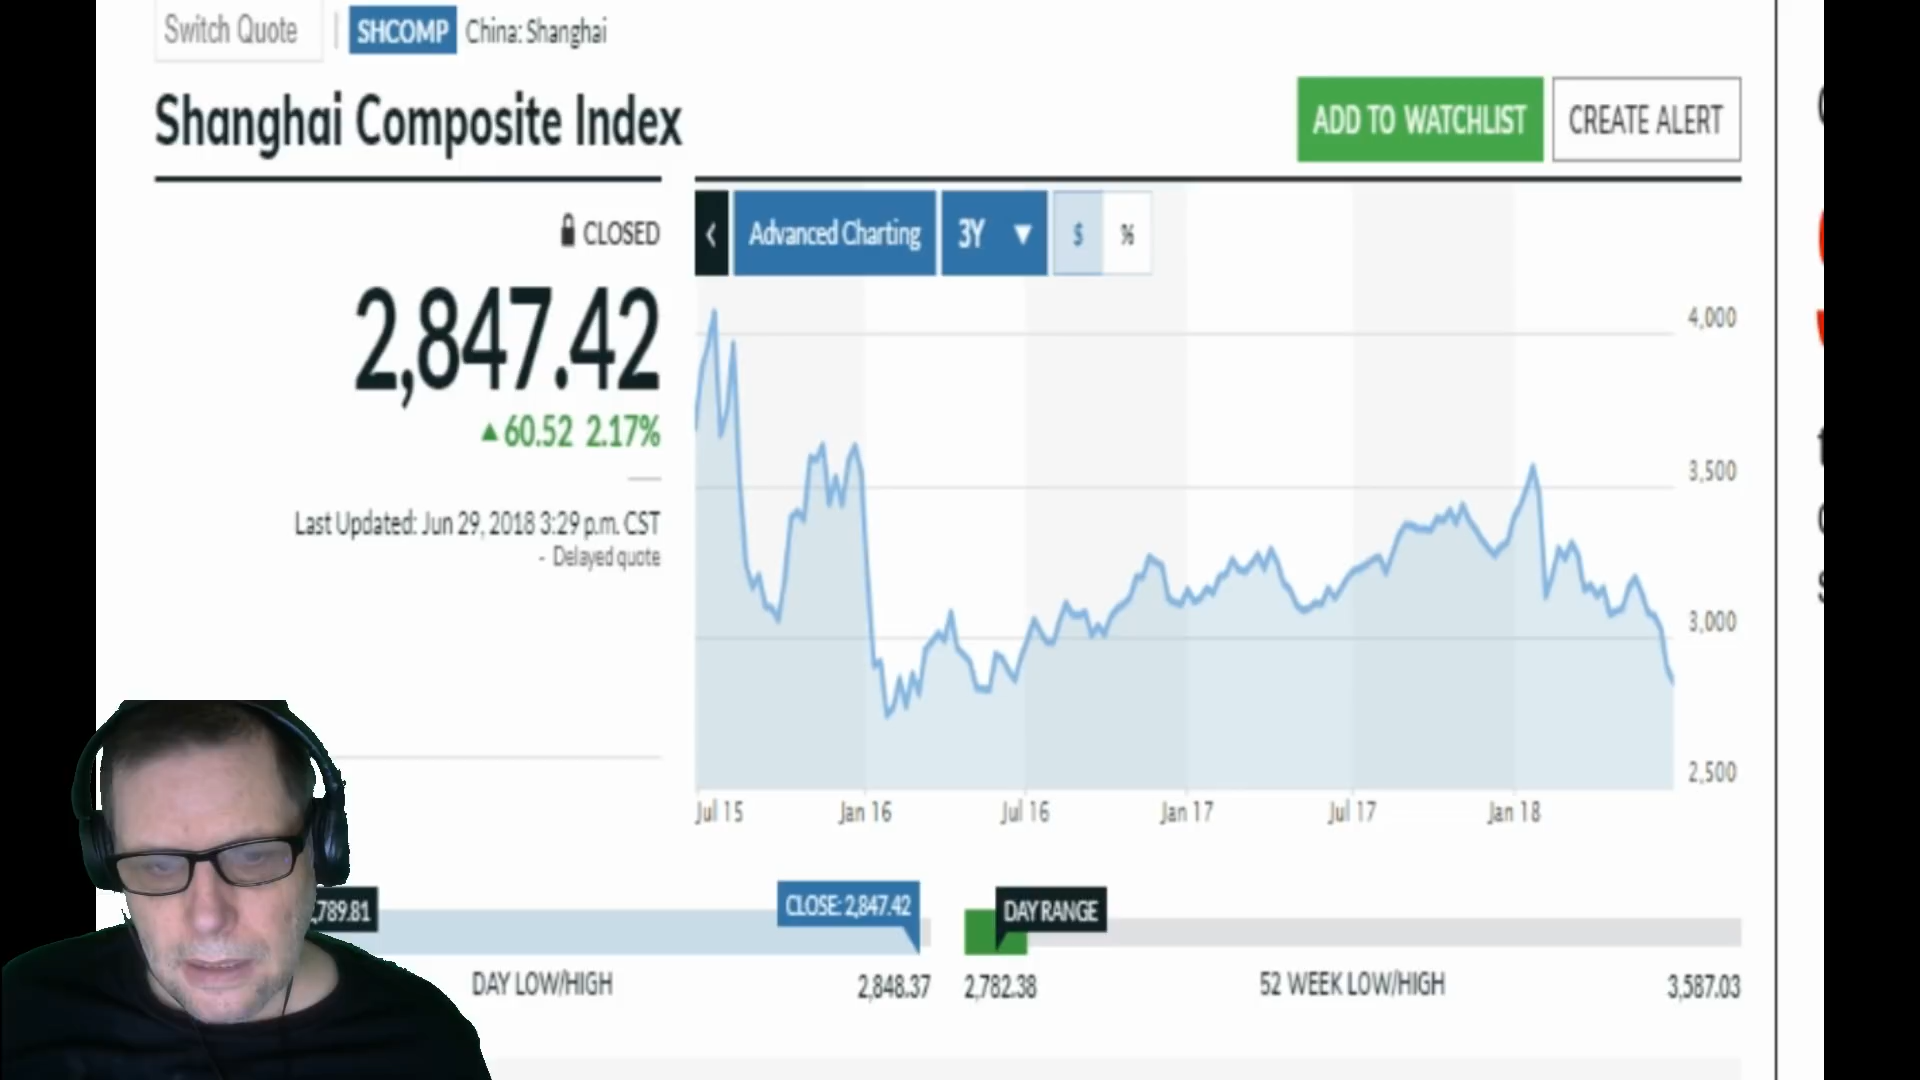 Switch Quote | SHCOMP China: Shanghai
Shanghai Composite Index
ADD TO WATCHLIST CREATE ALERT
CLOSED
Advanced Charting 3Y $ %
2,847.42
60.52 2.17%
Last Updated: Jun 29, 2018 3:29 p.m. CST
- Delayed quote
4,000
3,500
3,000
2,500
Jul 15 Jan 16 Jul 16 Jan 17 Jul 17 Jan 18
789.81 CLOSE: 2,847.42 DAY RANGE
DAY LOW/HIGH 2,848.37 2,782.38 52 WEEK LOW/HIGH 3,587.03